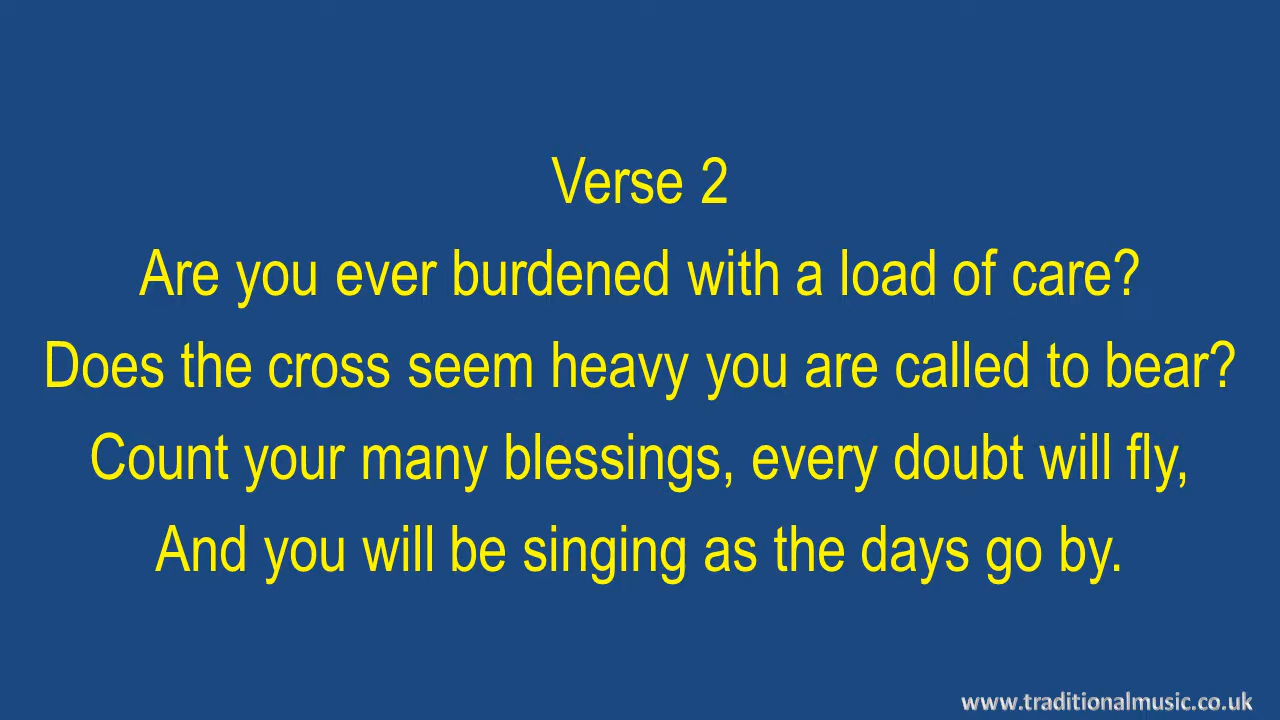 Verse 2
Are you ever burdened with a load of care?
Does the cross seem heavy you are called to bear?
Count your many blessings, every doubt will fly,
And you will be singing as the days go by.
www.traditionalmusic.co.uk